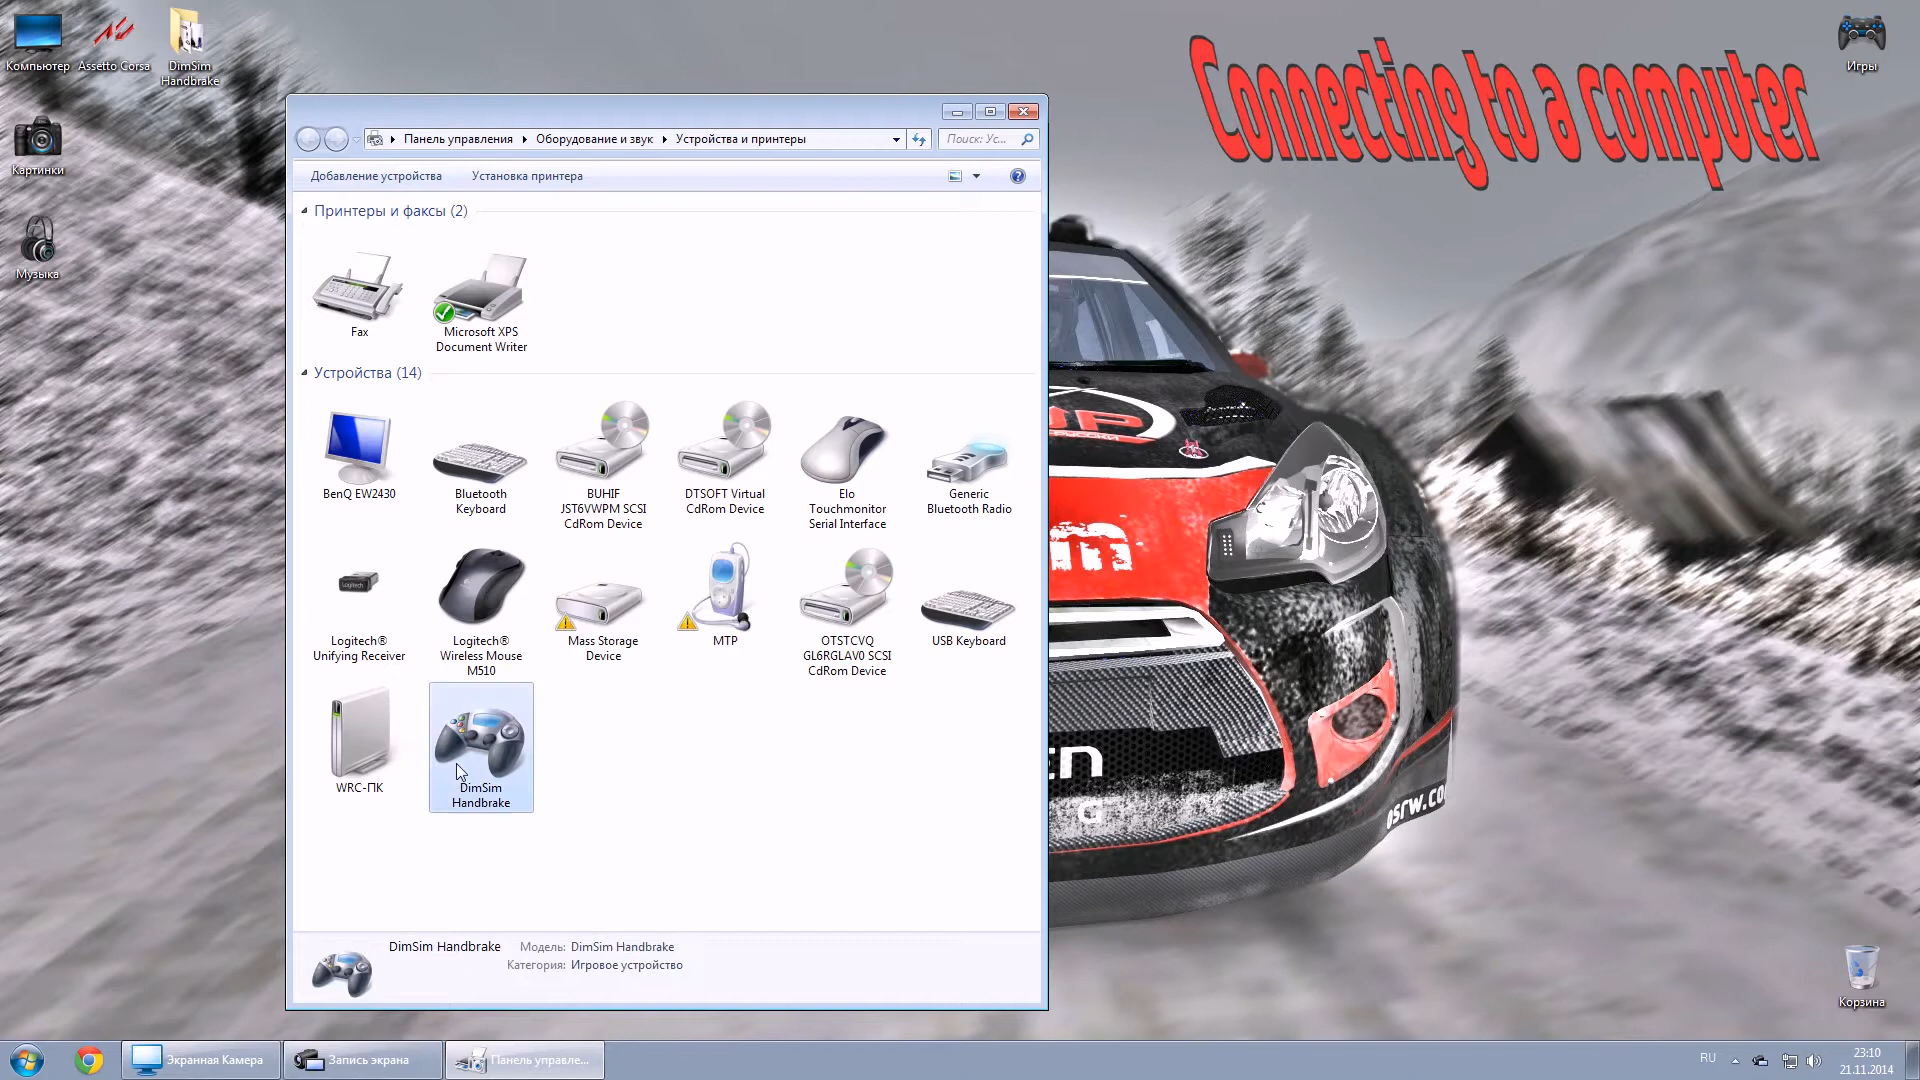 Компьютер
Assetto Corsa
DimSim
Handbrake
Картинки
Музыка
Connecting to a computer
Игры
Панель управления
Оборудование и звук
Устройства и принтеры
Поиск: Ус...
Добавление устройства
Установка принтера
Принтеры и факсы (2)
Fax
Microsoft XPS
Document Writer
Устройства (14)
BenQ EW2430
Bluetooth
Keyboard
BUHIF
JST6VWPM SCSI
CdRom Device
DTSOFT Virtual
CdRom Device
Elo
Touchmonitor
Serial Interface
Generic
Bluetooth Radio
Logitech
Logitech®
Unifying Receiver
Logitech®
Wireless Mouse
M510
Mass Storage
Device
MTP
OTSTCVQ
GL6RGLAV0 SCSI
CdRom Device
USB Keyboard
WRC-ПК
DimSim
Handbrake
DimSim Handbrake
Модель: DimSim Handbrake
Категория: Игровое устройство
Корзина
Экранная Камера
Запись экрана
Панель управле...
RU
23:10
21.11.2014